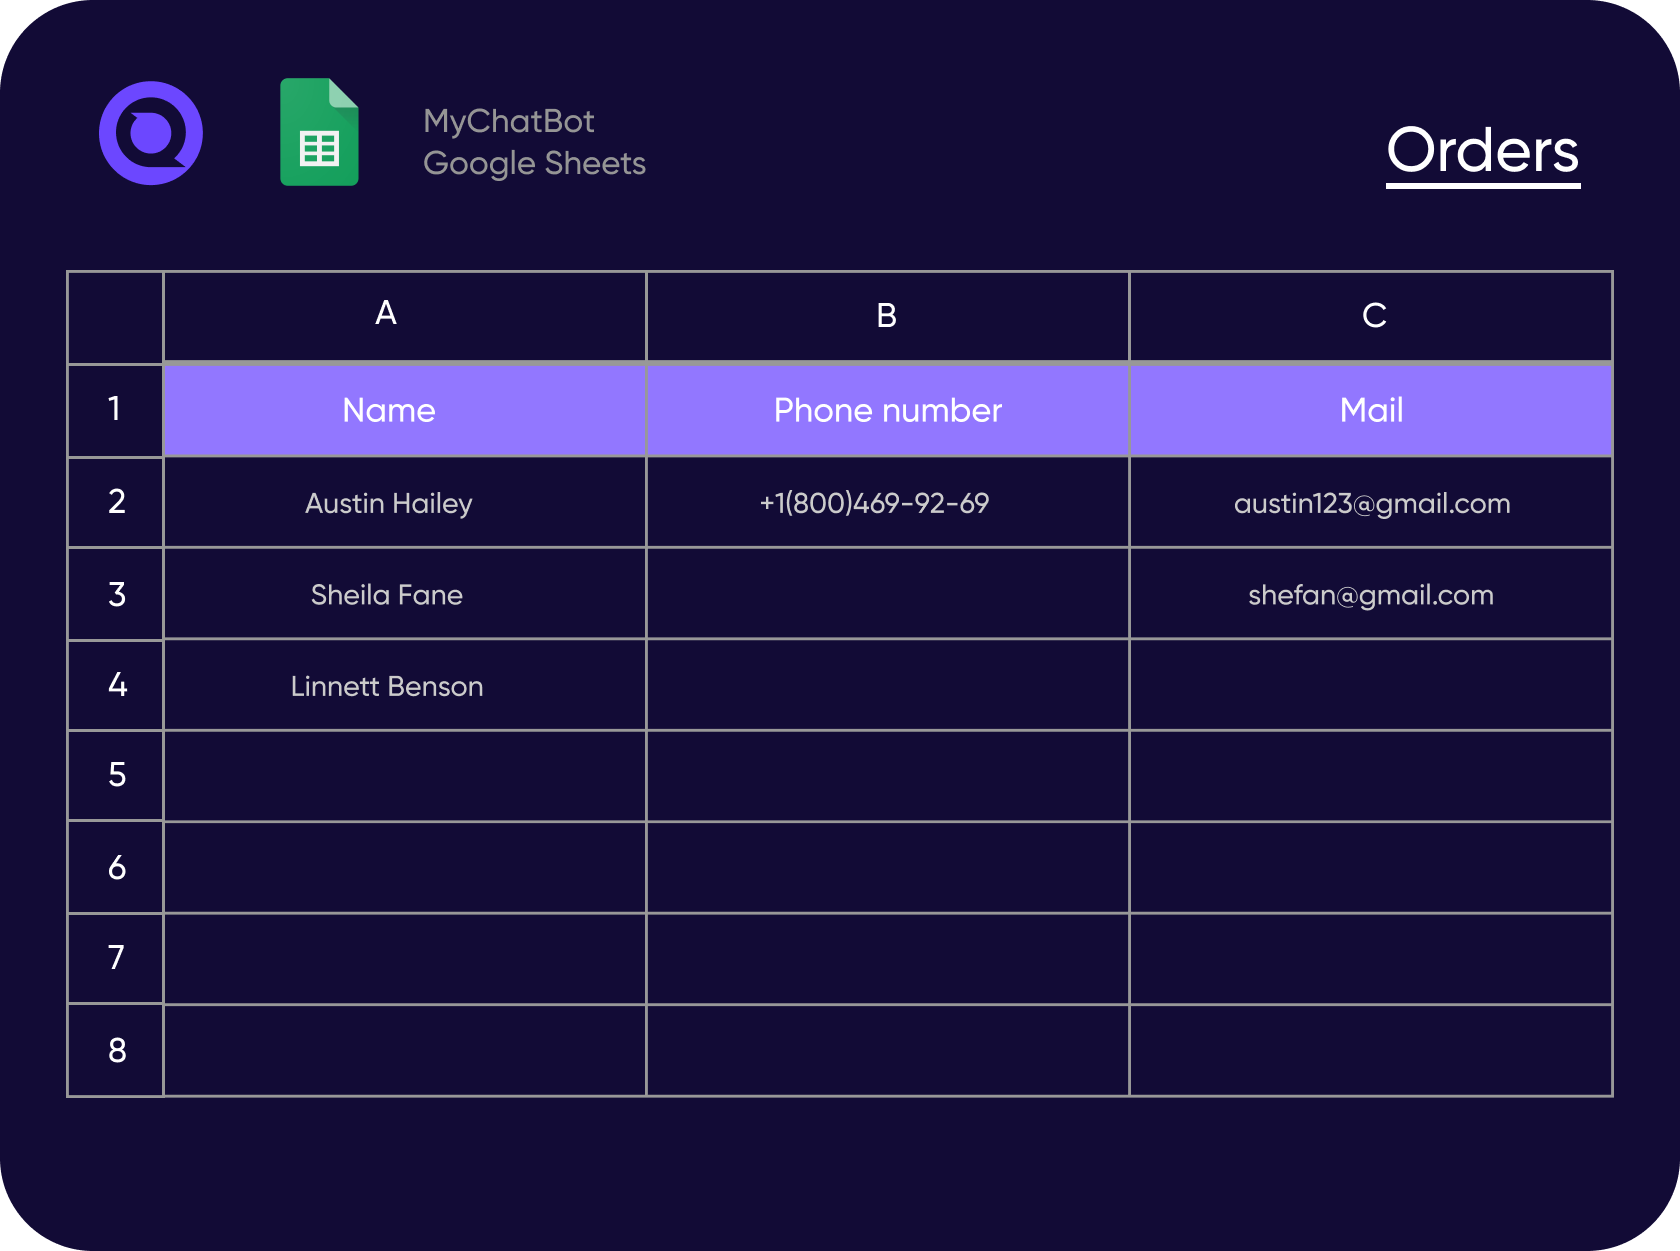 MyChatBot
Google Sheets
Orders
A B C
1 Name Phone number Mail
2 Austin Hailey +1(800)469-92-69 austin123@gmail.com
3 Sheila Fane shefan@gmail.com
4 Linnett Benson
5
6
7
8